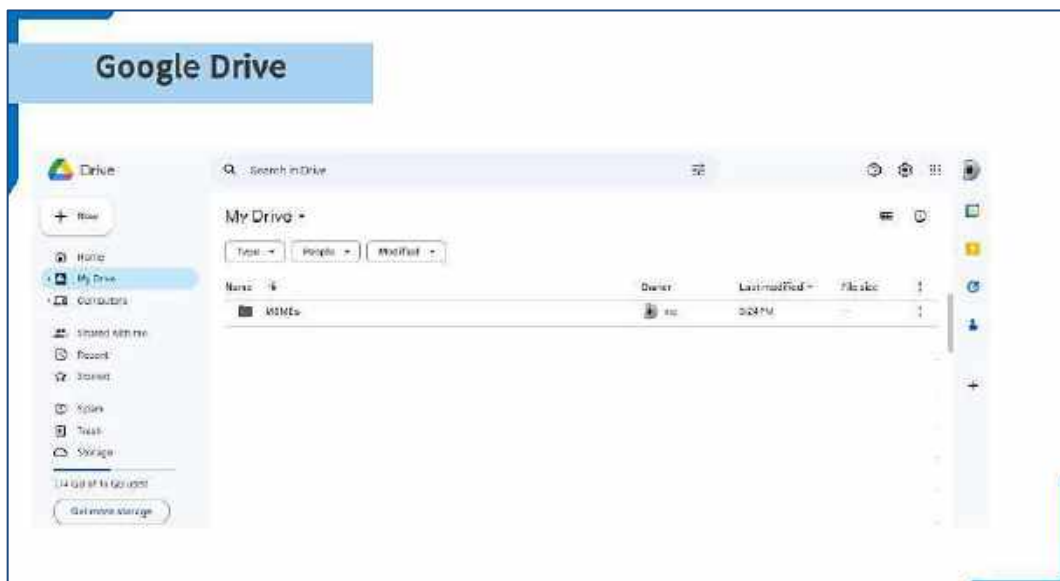 Google Drive
Drive
Search in Drive
New
My Drive
Type
People
Modified
Home
My Drive
Computers
Name
Owner
Last modified
File size
MEMEs
me
Shared with me
Recent
Starred
Spam
Trash
Storage
Get more storage